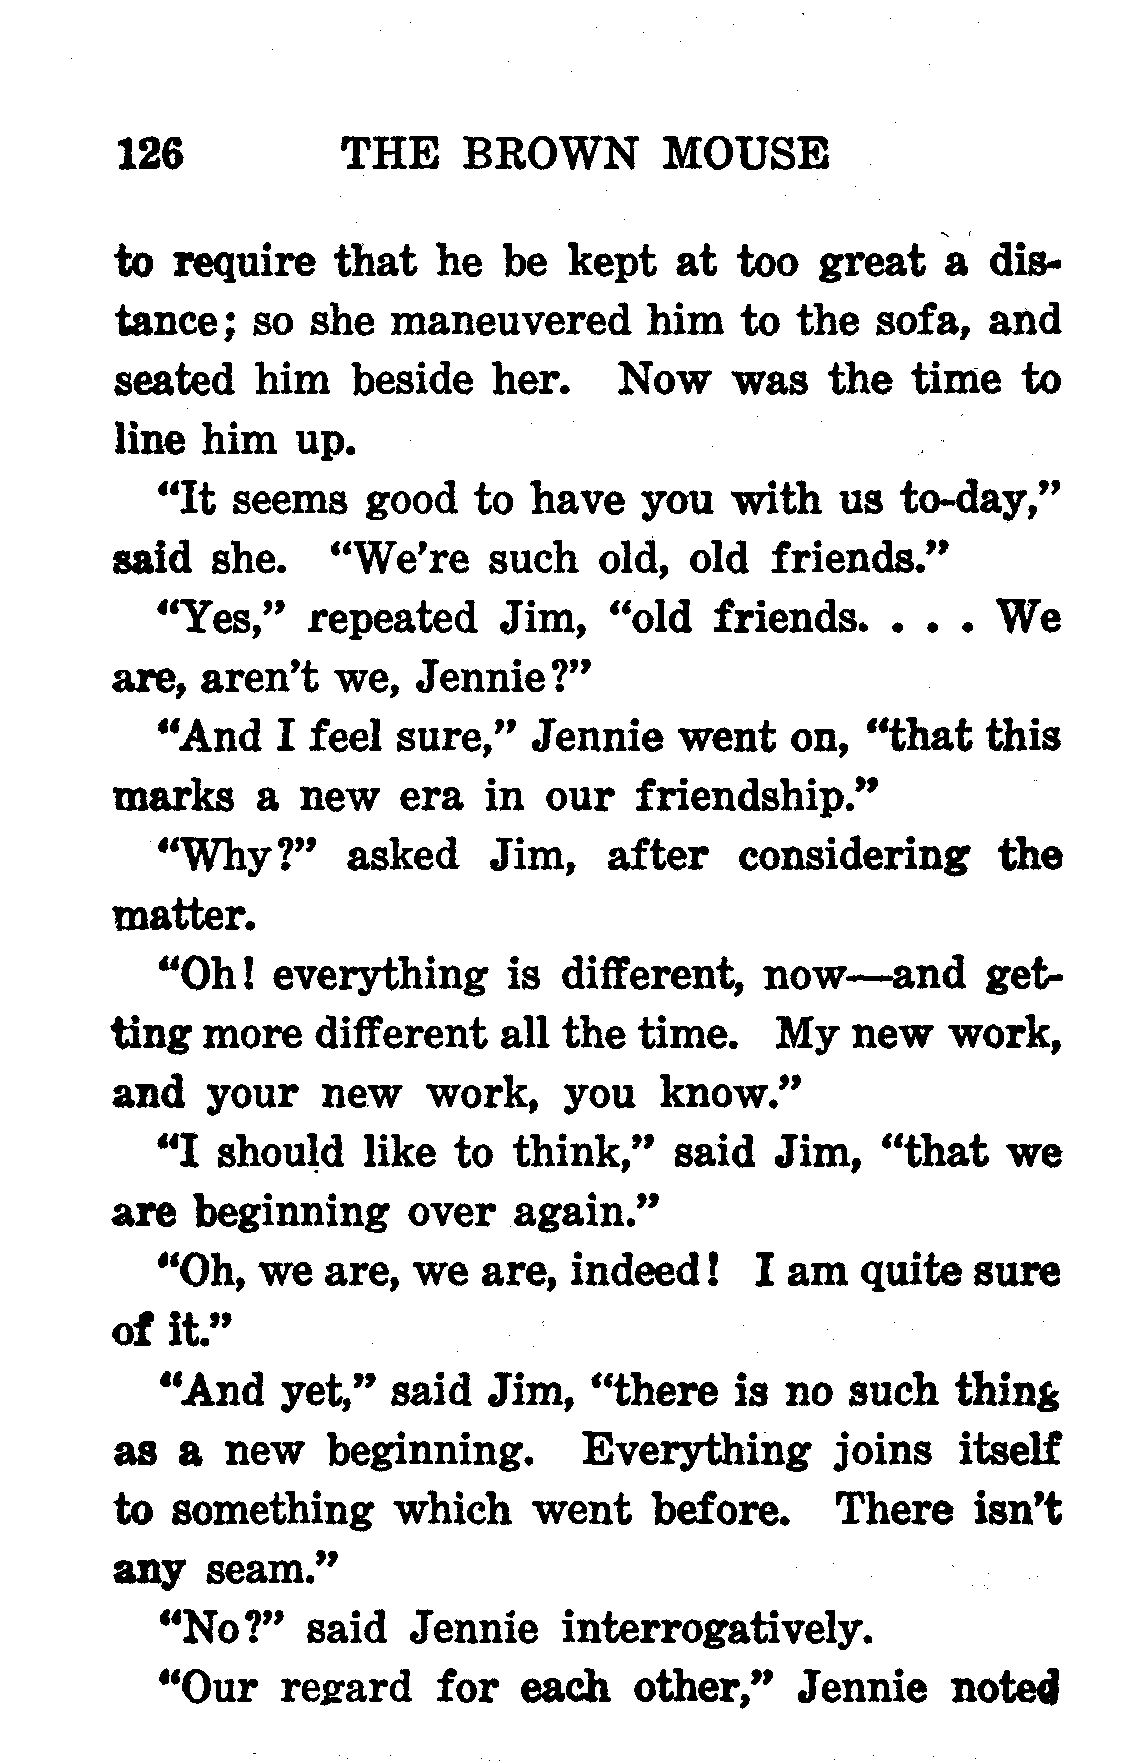 126 THE BROWN MOUSE
to require that he be kept at too great a dis-
tance; so she maneuvered him to the sofa, and
seated him beside her. Now was the time to
line him up.
“It seems good to have you with us to-day,”
said she. “We’re such old, old friends.”
“Yes,” repeated Jim, “old friends. . . . We
are, aren’t we, Jennie?”
“And I feel sure,” Jennie went on, “that this
marks a new era in our friendship.”
“Why?” asked Jim, after considering the
matter.
“Oh! everything is different, now—and get-
ting more different all the time. My new work,
and your new work, you know.”
“I should like to think,” said Jim, “that we
are beginning over again.”
“Oh, we are, we are, indeed! I am quite sure
of it.”
“And yet,” said Jim, “there is no such thing
as a new beginning. Everything joins itself
to something which went before. There isn’t
any seam.”
“No?” said Jennie interrogatively.
“Our regard for each other,” Jennie noted